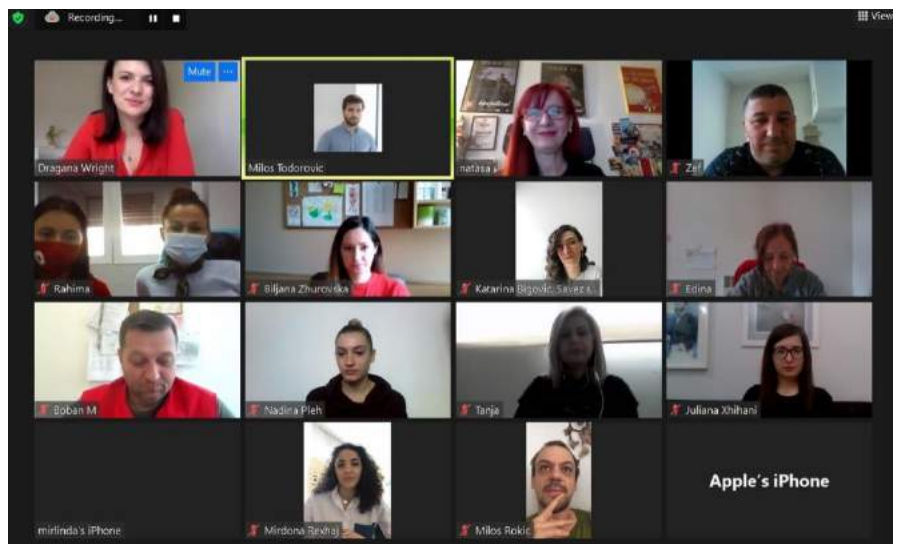 Recording...
View
Mute ...
Dragana Wright
Milos Todorovic
natasa
Zef
Rahima
Biljana Zhurovska
Katarina Bigovic, Savez
Edina
Boban M
Nadina Pleh
Tanja
Juliana Xhihani
mirlinda's iPhone
Mirdona Rexhaj
Milos Rokic
Apple's iPhone